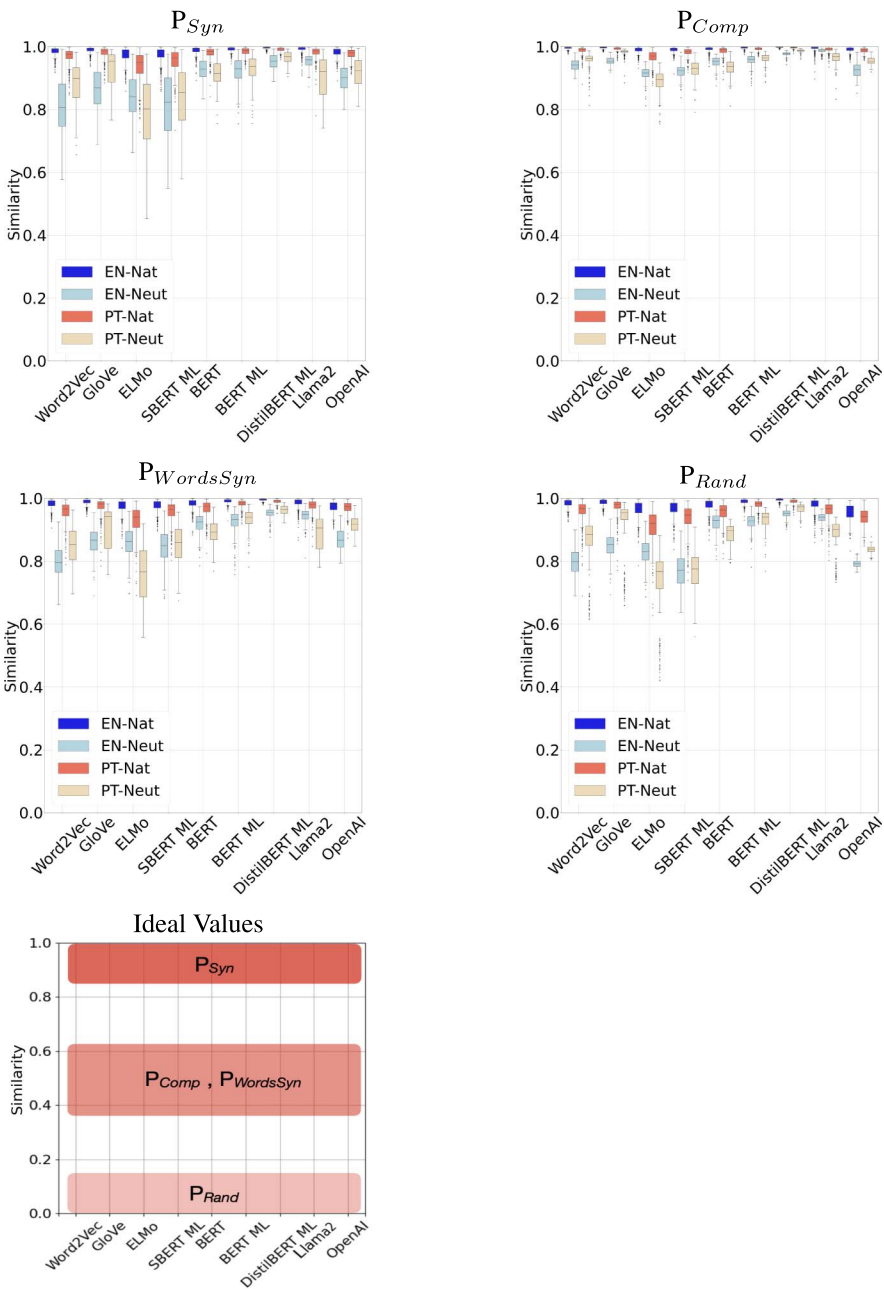 P_Syn
P_Comp
1.0
0.8
0.6
0.4
0.2
0.0
Similarity
EN-Nat
EN-Neut
PT-Nat
PT-Neut
Word2Vec
GloVe
ELMo
SBERT ML
BERT
BERT ML
DistilBERT ML
Llama2
OpenAI
1.0
0.8
0.6
0.4
0.2
0.0
Similarity
EN-Nat
EN-Neut
PT-Nat
PT-Neut
Word2Vec
GloVe
ELMo
SBERT ML
BERT
BERT ML
DistilBERT ML
Llama2
OpenAI
P_WordsSyn
P_Rand
1.0
0.8
0.6
0.4
0.2
0.0
Similarity
EN-Nat
EN-Neut
PT-Nat
PT-Neut
Word2Vec
GloVe
ELMo
SBERT ML
BERT
BERT ML
DistilBERT ML
Llama2
OpenAI
1.0
0.8
0.6
0.4
0.2
0.0
Similarity
EN-Nat
EN-Neut
PT-Nat
PT-Neut
Word2Vec
GloVe
ELMo
SBERT ML
BERT
BERT ML
DistilBERT ML
Llama2
OpenAI
Ideal Values
1.0
0.8
0.6
0.4
0.2
0.0
Similarity
P_Syn
P_Comp , P_WordsSyn
P_Rand
Word2Vec
GloVe
ELMo
SBERT ML
BERT
BERT ML
DistilBERT ML
Llama2
OpenAI